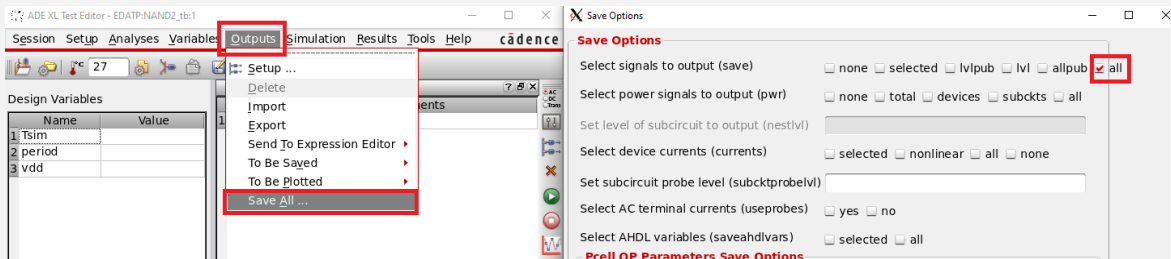 ADE XL Test Editor - EDATP:NAND2_tb:1
Session Setup Analyses Variables Outputs Simulation Results Tools Help cādence
27
Setup ...
Delete
Import
Export
Send To Expression Editor
To Be Saved
To Be Plotted
Save All ...
Design Variables
Name Value
1 Tsim
2 period
3 vdd
ents
1
AC
DC
Trans
Save Options
Save Options
Select signals to output (save) none selected lvlpub lvl allpub all
Select power signals to output (pwr) none total devices subckts all
Set level of subcircuit to output (nestlvl)
Select device currents (currents) selected nonlinear all none
Set subcircuit probe level (subcktprobelvl)
Select AC terminal currents (useprobes) yes no
Select AHDL variables (saveahdlvars) selected all
Pcell OP Parameters Save Options